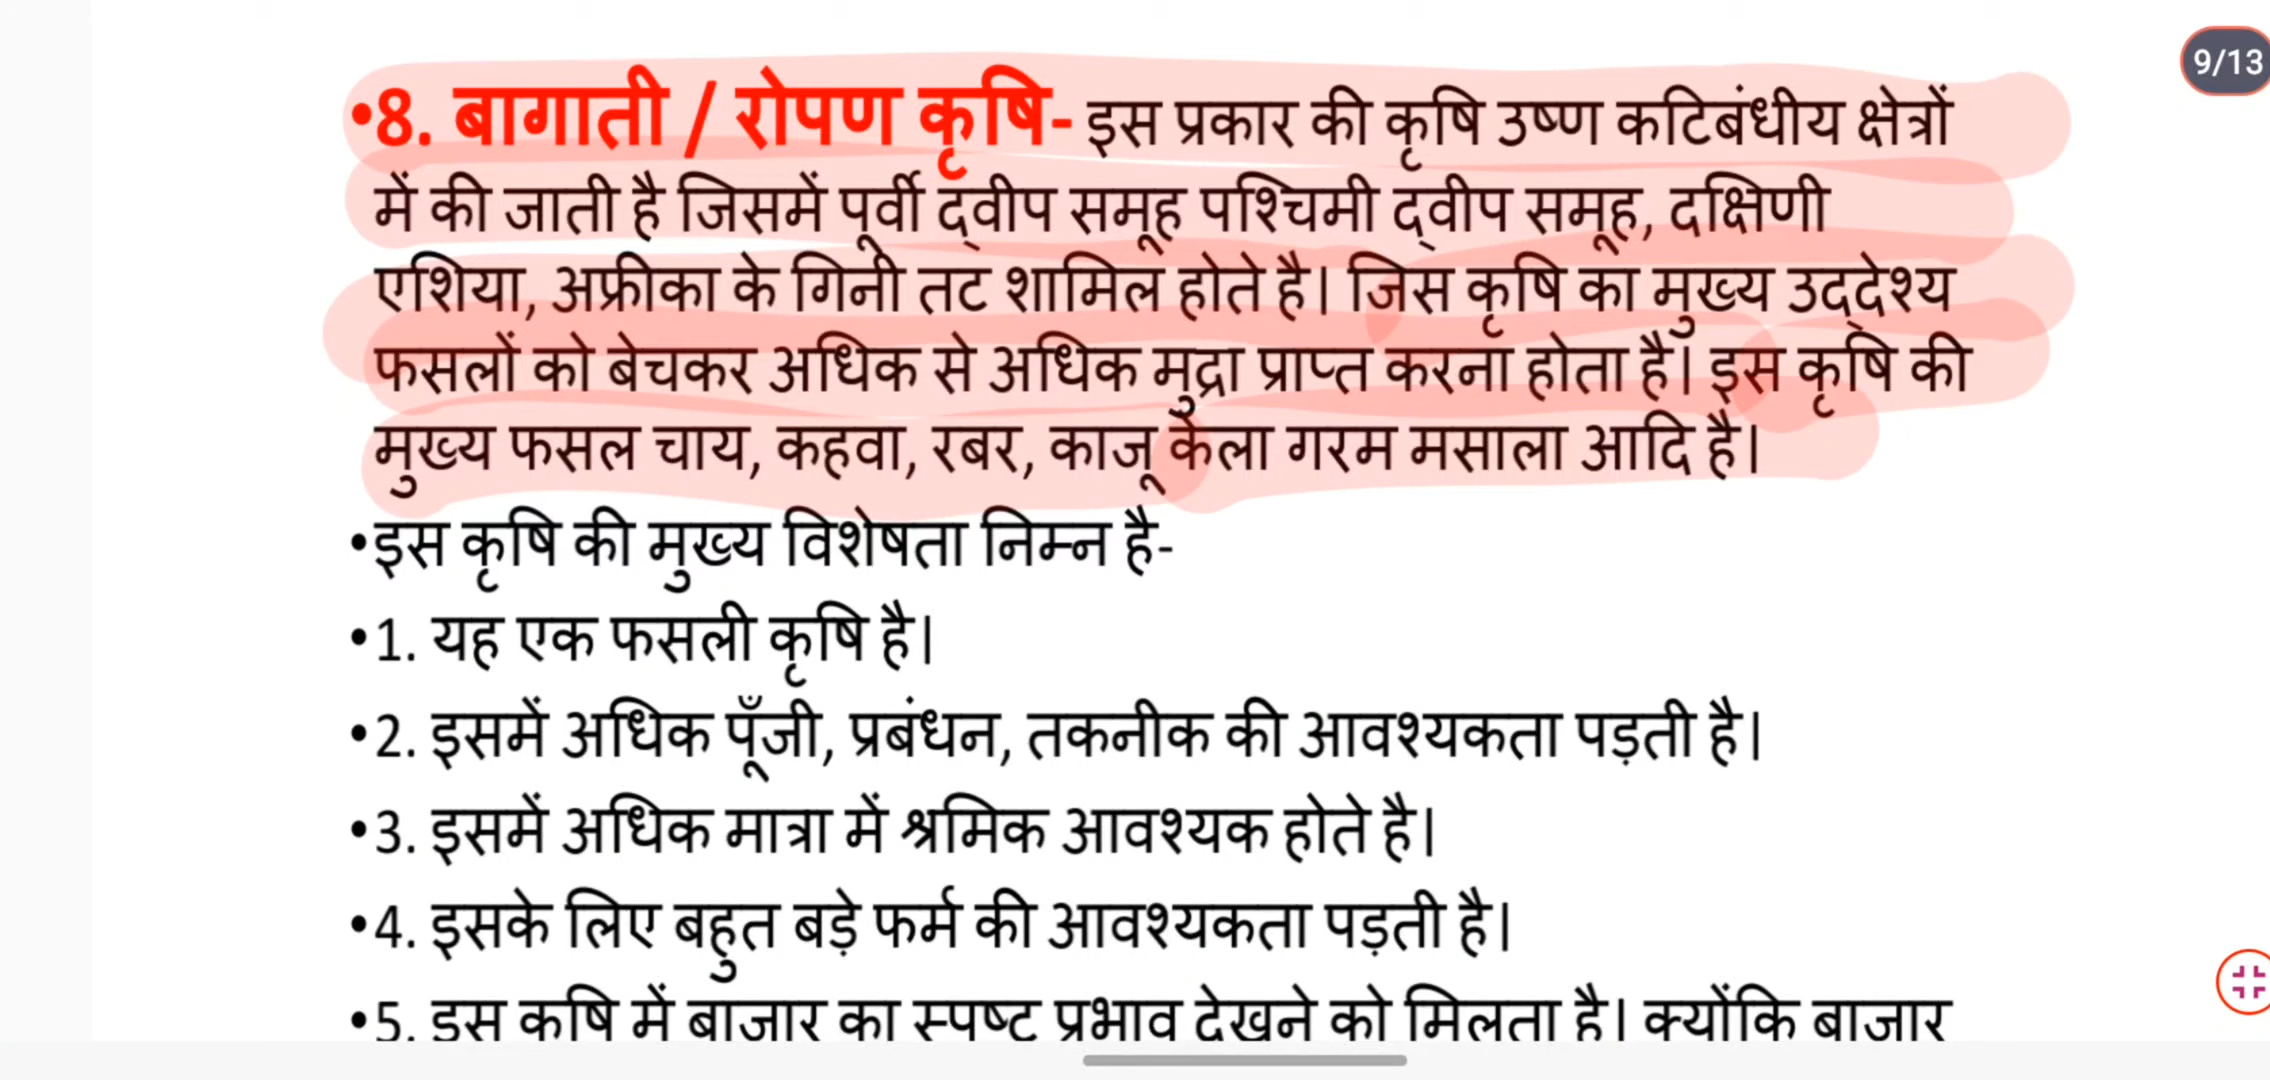 9/13
•8. बागाती / रोपण कृषि- इस प्रकार की कृषि उष्ण कटिबंधीय क्षेत्रों
में की जाती है जिसमें पूर्वी द्वीप समूह पश्चिमी द्वीप समूह, दक्षिणी
एशिया, अफ्रीका के गिनी तट शामिल होते है। जिस कृषि का मुख्य उद्देश्य
फसलों को बेचकर अधिक से अधिक मुद्रा प्राप्त करना होता है। इस कृषि की
मुख्य फसल चाय, कहवा, रबर, काजू केला गरम मसाला आदि है।
•इस कृषि की मुख्य विशेषता निम्न है-
•1. यह एक फसली कृषि है।
•2. इसमें अधिक पूँजी, प्रबंधन, तकनीक की आवश्यकता पड़ती है।
•3. इसमें अधिक मात्रा में श्रमिक आवश्यक होते है।
•4. इसके लिए बहुत बड़े फर्म की आवश्यकता पड़ती है।
•5. इस कृषि में बाजार का स्पष्ट प्रभाव देखने को मिलता है। क्योंकि बाजार